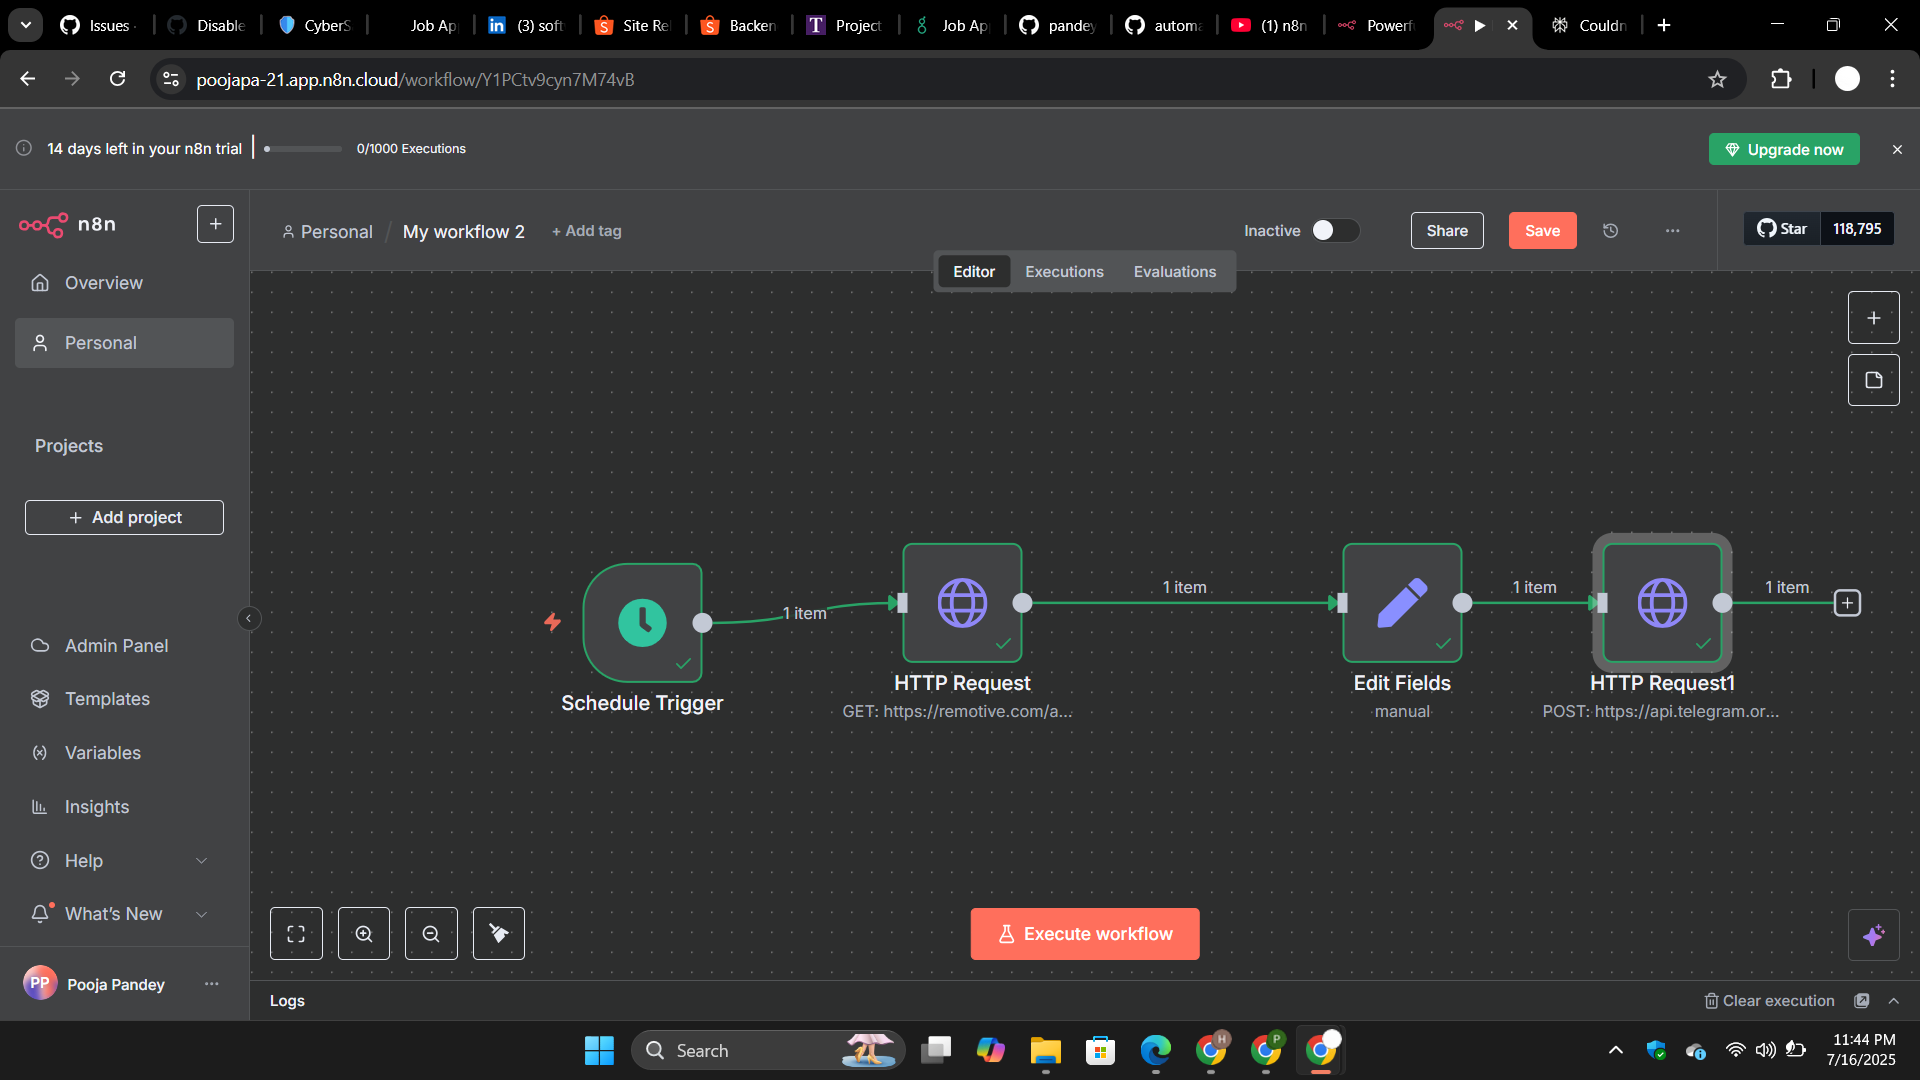 Issues
Disable
CyberS
Job Ap
(3) soft
Site Rel
Backen
Project
Job Ap
pandey
automa
(1) n8n
Powerf
Couldn
poojapa-21.app.n8n.cloud/workflow/Y1PCtv9cyn7M74vB
14 days left in your n8n trial
0/1000 Executions
Upgrade now
n8n
Personal / My workflow 2 + Add tag
Inactive
Share
Save
Star 118,795
Editor Executions Evaluations
Overview
Personal
Projects
+ Add project
Admin Panel
Templates
Variables
Insights
Help
What's New
PP Pooja Pandey
1 item
1 item
1 item
1 item
Schedule Trigger
HTTP Request
GET: https://remotive.com/a...
Edit Fields
manual
HTTP Request1
POST: https://api.telegram.or...
Execute workflow
Logs
Clear execution
Search
H
P
11:44 PM
7/16/2025